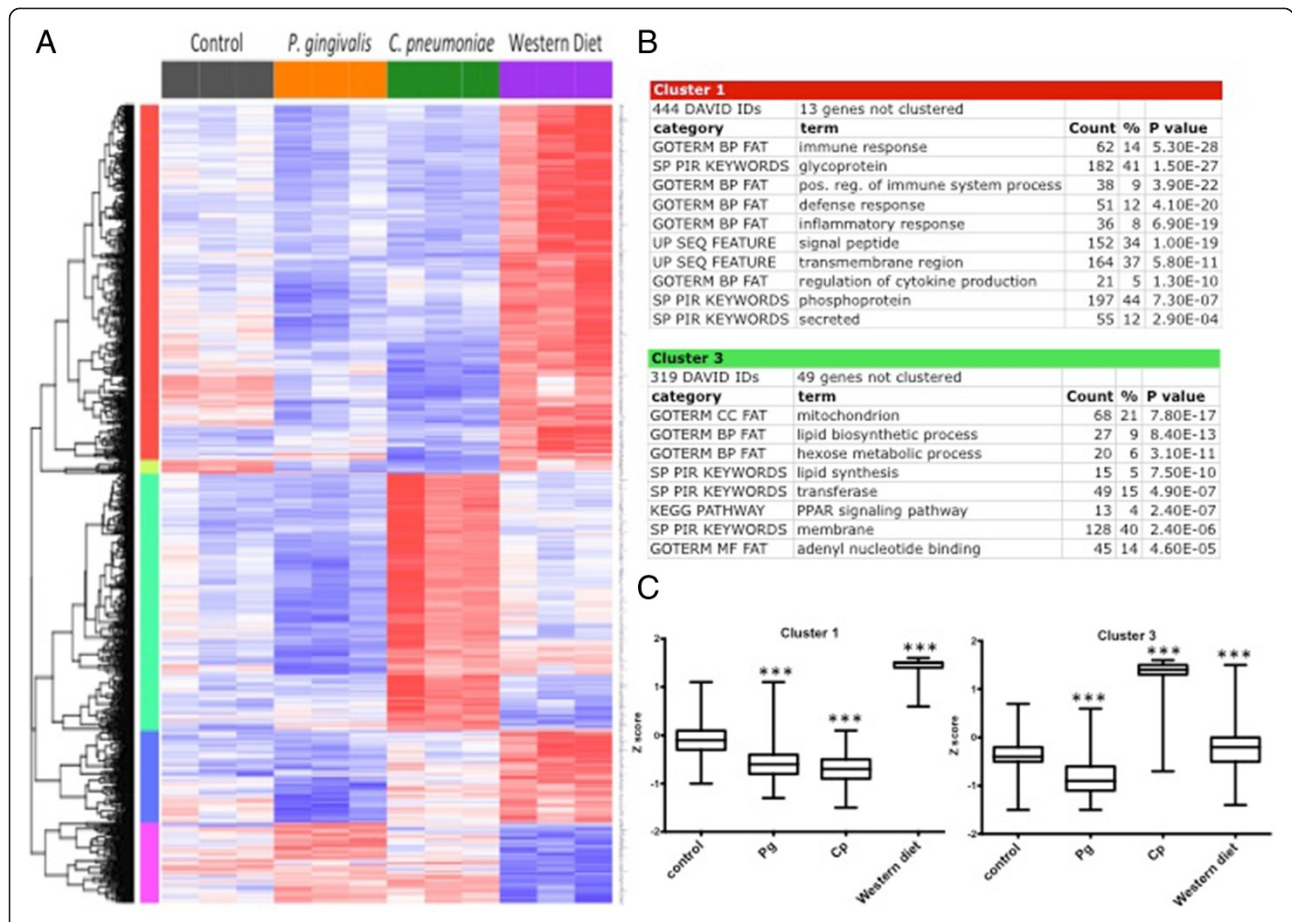 A
Control P. gingivalis C. pneumoniae Western Diet
B
Cluster 1
444 DAVID IDs 13 genes not clustered
category term Count % P value
GOTERM BP FAT immune response 62 14 5.30E-28
SP PIR KEYWORDS glycoprotein 182 41 1.50E-27
GOTERM BP FAT pos. reg. of immune system process 38 9 3.90E-22
GOTERM BP FAT defense response 51 12 4.10E-20
GOTERM BP FAT inflammatory response 36 8 6.90E-19
UP SEQ FEATURE signal peptide 152 34 1.00E-19
UP SEQ FEATURE transmembrane region 164 37 5.80E-11
GOTERM BP FAT regulation of cytokine production 21 5 1.30E-10
SP PIR KEYWORDS phosphoprotein 197 44 7.30E-07
SP PIR KEYWORDS secreted 55 12 2.90E-04
Cluster 3
319 DAVID IDs 49 genes not clustered
category term Count % P value
GOTERM CC FAT mitochondrion 68 21 7.80E-17
GOTERM BP FAT lipid biosynthetic process 27 9 8.40E-13
GOTERM BP FAT hexose metabolic process 20 6 3.10E-11
SP PIR KEYWORDS lipid synthesis 15 5 7.50E-10
SP PIR KEYWORDS transferase 49 15 4.90E-07
KEGG PATHWAY PPAR signaling pathway 13 4 2.40E-07
SP PIR KEYWORDS membrane 128 40 2.40E-06
GOTERM MF FAT adenyl nucleotide binding 45 14 4.60E-05
C
Cluster 1
Z score
2
1
0
-1
-2
*** *** ***
control Pg Cp Western diet
Cluster 3
Z score
2
1
0
-1
-2
*** *** ***
control Pg Cp Western diet